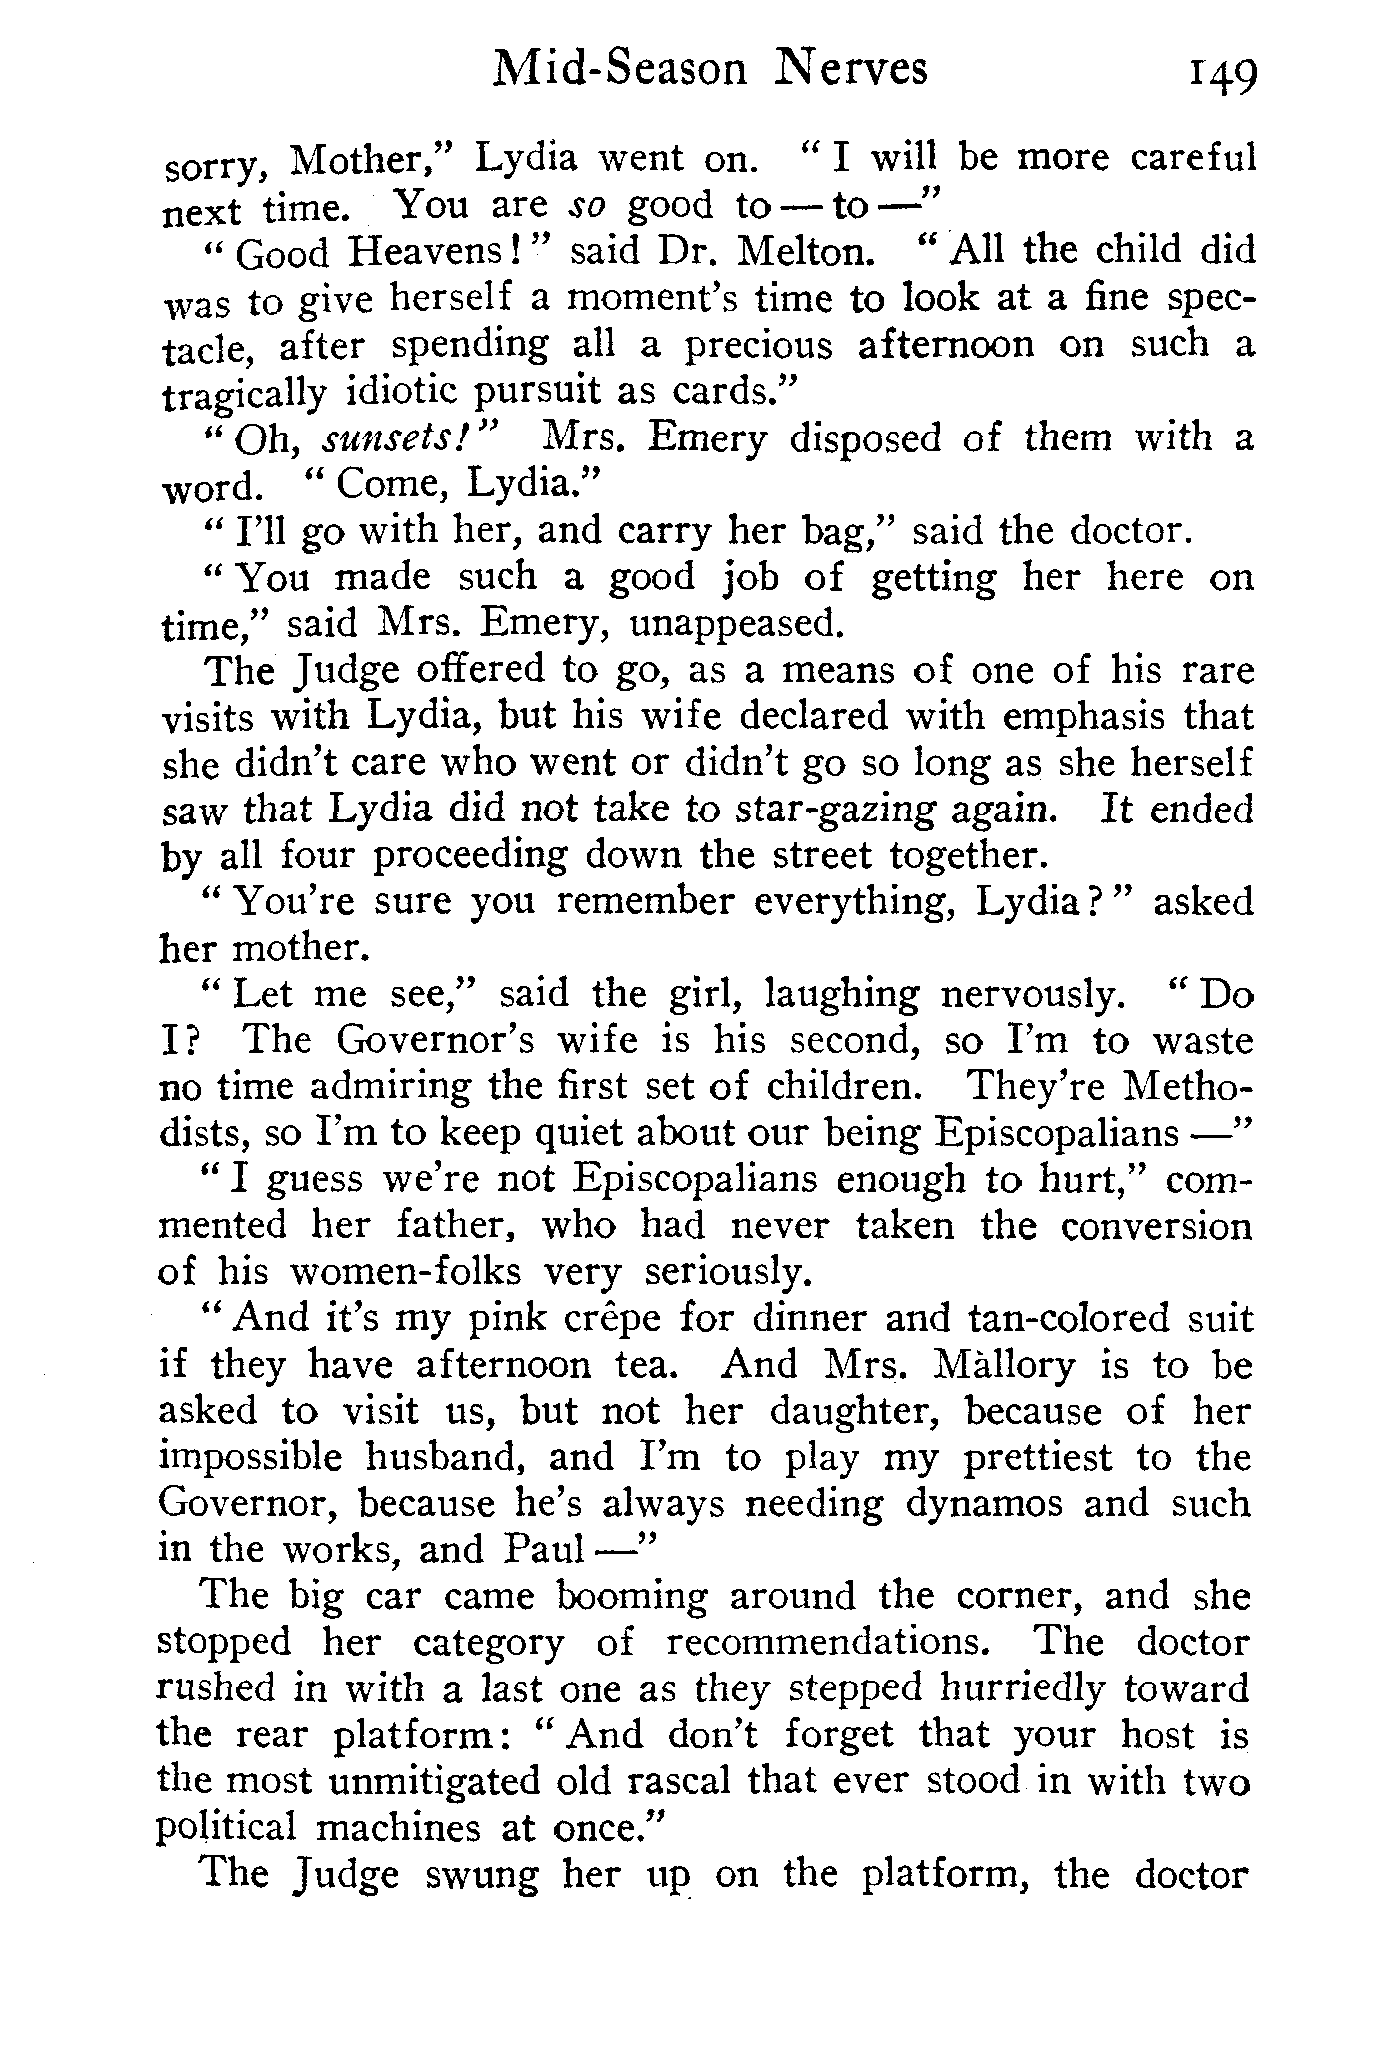 Mid-Season Nerves 149
sorry, Mother,” Lydia went on. “ I will be more careful
next time. You are so good to — to —”
“ Good Heavens ! ” said Dr. Melton. “ All the child did
was to give herself a moment's time to look at a fine spec-
tacle, after spending all a precious afternoon on such a
tragically idiotic pursuit as cards.”
“ Oh, sunsets! ” Mrs. Emery disposed of them with a
word. “ Come, Lydia.”
“ I'll go with her, and carry her bag,” said the doctor.
“ You made such a good job of getting her here on
time,” said Mrs. Emery, unappeased.
The Judge offered to go, as a means of one of his rare
visits with Lydia, but his wife declared with emphasis that
she didn't care who went or didn't go so long as she herself
saw that Lydia did not take to star-gazing again. It ended
by all four proceeding down the street together.
“ You're sure you remember everything, Lydia? ” asked
her mother.
“ Let me see,” said the girl, laughing nervously. “ Do
I? The Governor's wife is his second, so I'm to waste
no time admiring the first set of children. They're Metho-
dists, so I'm to keep quiet about our being Episcopalians —”
“ I guess we're not Episcopalians enough to hurt,” com-
mented her father, who had never taken the conversion
of his women-folks very seriously.
“ And it's my pink crêpe for dinner and tan-colored suit
if they have afternoon tea. And Mrs. Màllory is to be
asked to visit us, but not her daughter, because of her
impossible husband, and I'm to play my prettiest to the
Governor, because he's always needing dynamos and such
in the works, and Paul —”
The big car came booming around the corner, and she
stopped her category of recommendations. The doctor
rushed in with a last one as they stepped hurriedly toward
the rear platform: “ And don't forget that your host is
the most unmitigated old rascal that ever stood in with two
political machines at once.”
The Judge swung her up on the platform, the doctor